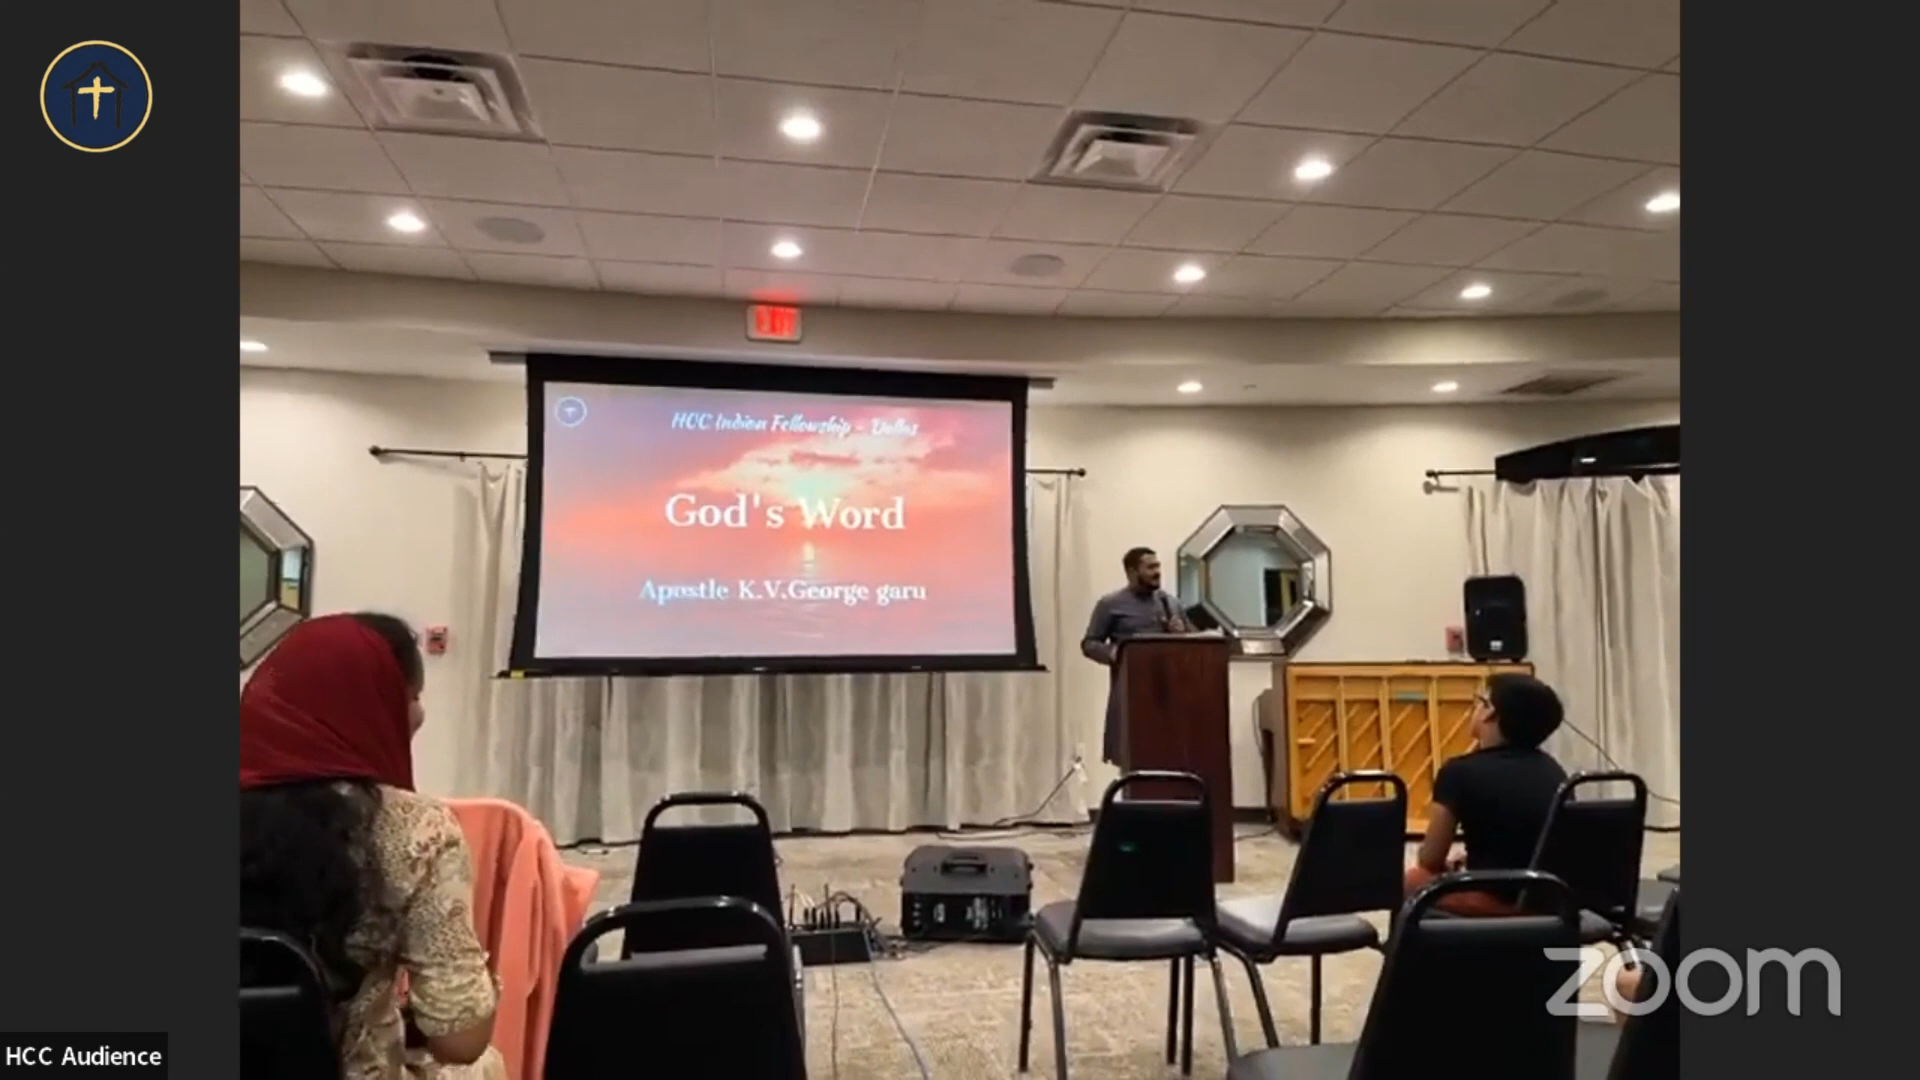 EXIT
HCC Indian Fellowship - Dallas
God's Word
Apostle K.V.George garu
zoom
HCC Audience